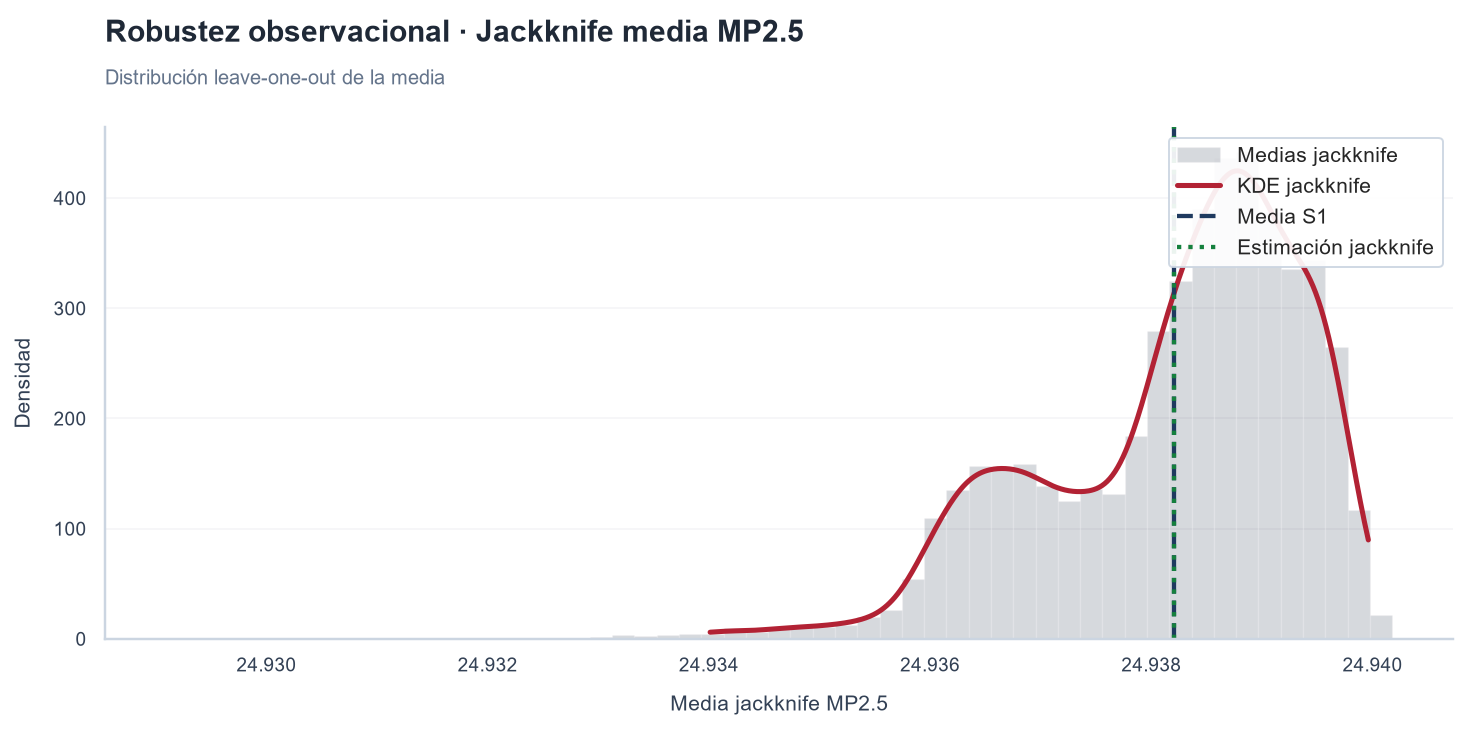 Robustez observacional · Jackknife media MP2.5
Distribución leave-one-out de la media
Medias jackknife
KDE jackknife
Media S1
Estimación jackknife
400
300
200
100
0
Densidad
24.930 24.932 24.934 24.936 24.938 24.940
Media jackknife MP2.5